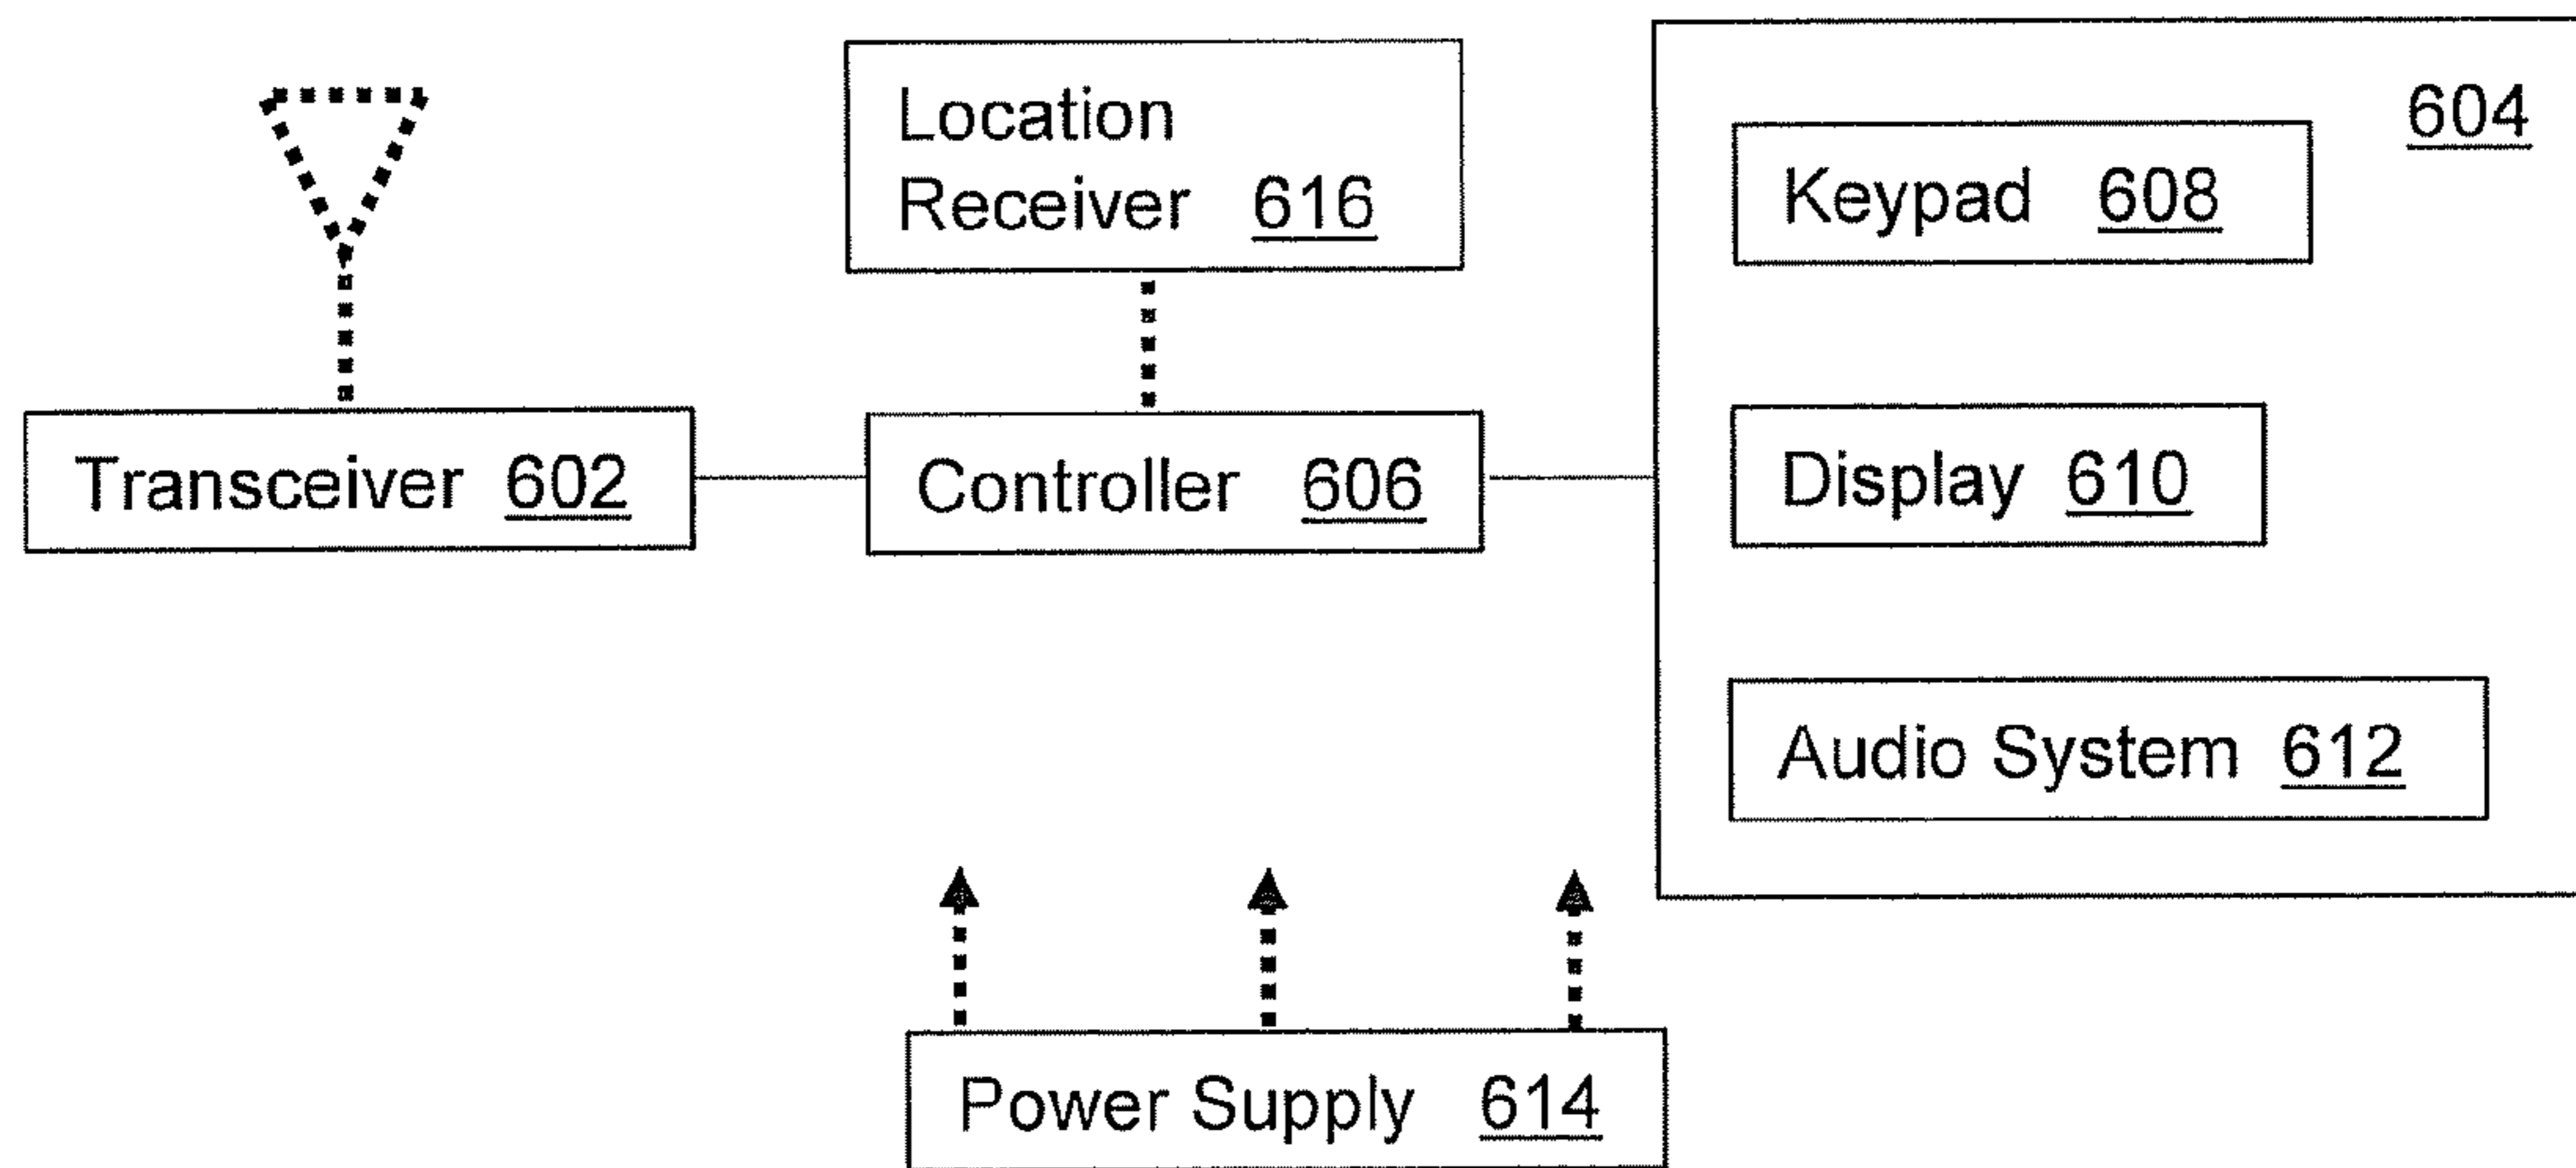 Location
Receiver 616
604
Keypad 608
Transceiver 602
Controller 606
Display 610
Audio System 612
Power Supply 614